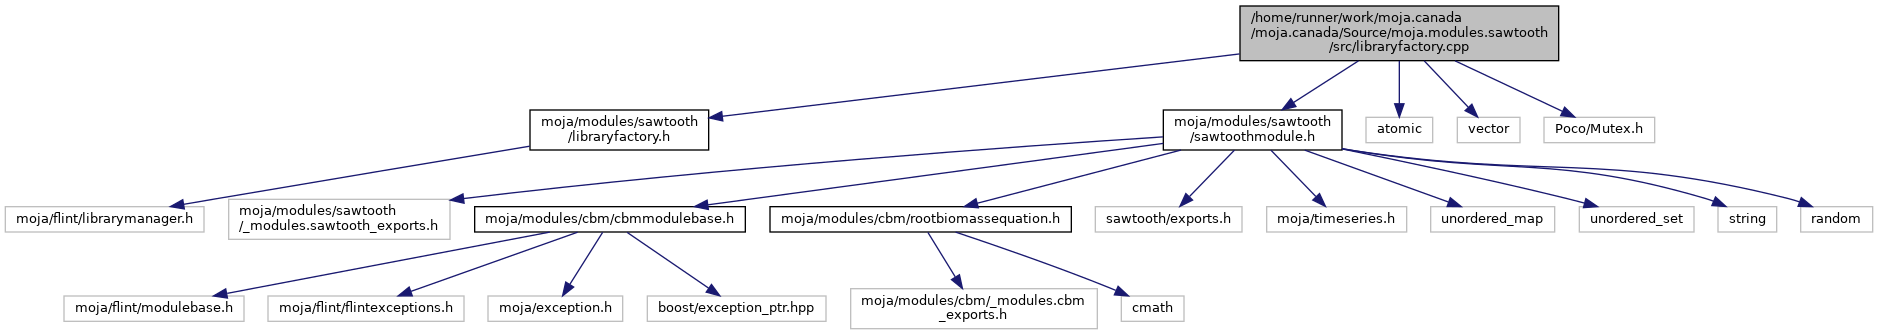 /home/runner/work/moja.canada
/moja.canada/Source/moja.modules.sawtooth
/src/libraryfactory.cpp
moja/modules/sawtooth
/libraryfactory.h
moja/modules/sawtooth
/sawtoothmodule.h
atomic
vector
Poco/Mutex.h
moja/flint/librarymanager.h
moja/modules/sawtooth
/_modules.sawtooth_exports.h
moja/modules/cbm/cbmmodulebase.h
moja/modules/cbm/rootbiomassequation.h
sawtooth/exports.h
moja/timeseries.h
unordered_map
unordered_set
string
random
moja/flint/modulebase.h
moja/flint/flintexceptions.h
moja/exception.h
boost/exception_ptr.hpp
moja/modules/cbm/_modules.cbm
_exports.h
cmath